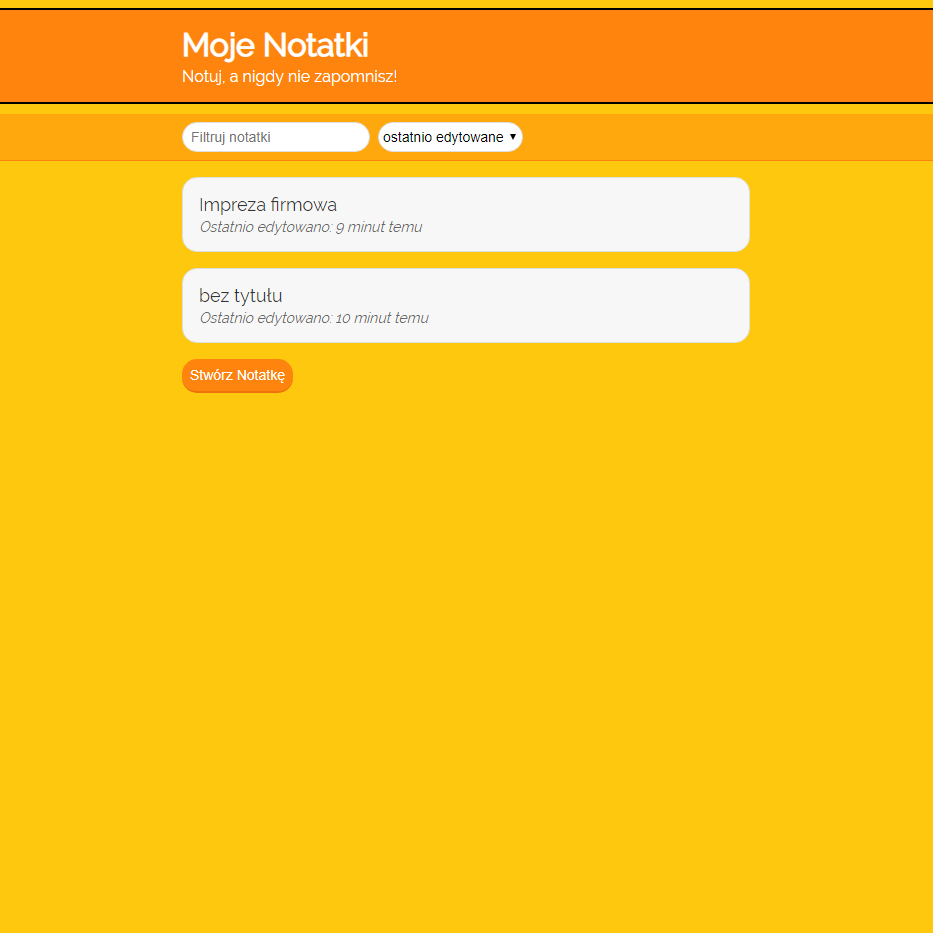 Moje Notatki
Notuj, a nigdy nie zapomnisz!
Filtruj notatki
ostatnio edytowane
Impreza firmowa
Ostatnio edytowano: 9 minut temu
bez tytułu
Ostatnio edytowano: 10 minut temu
Stwórz Notatkę